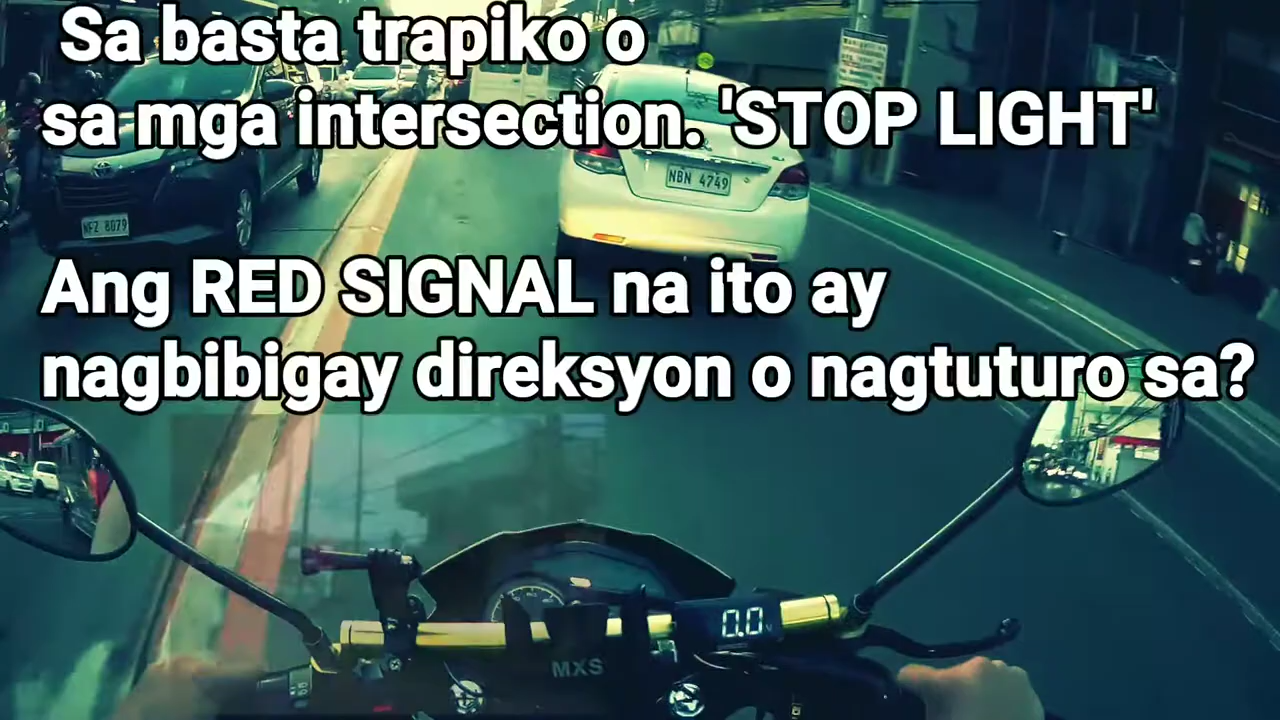 Sa basta trapiko o
sa mga intersection. 'STOP LIGHT'
NBN 4749
NFZ 8079
Ang RED SIGNAL na ito ay
nagbibigay direksyon o nagtuturo sa?
0.0
MXS